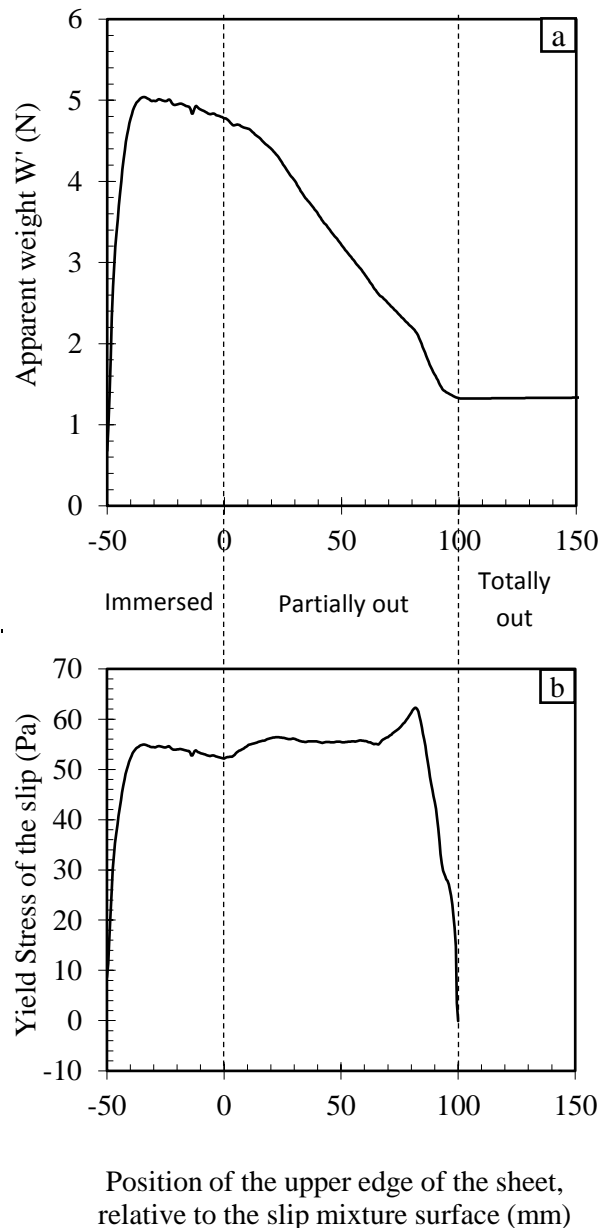 a
6
5
4
3
2
1
0
Apparent weight W' (N)
-50 0 50 100 150
Immersed Partially out Totally out
b
70
60
50
40
30
20
10
0
-10
Yield Stress of the slip (Pa)
-50 0 50 100 150
Position of the upper edge of the sheet,
relative to the slip mixture surface (mm)